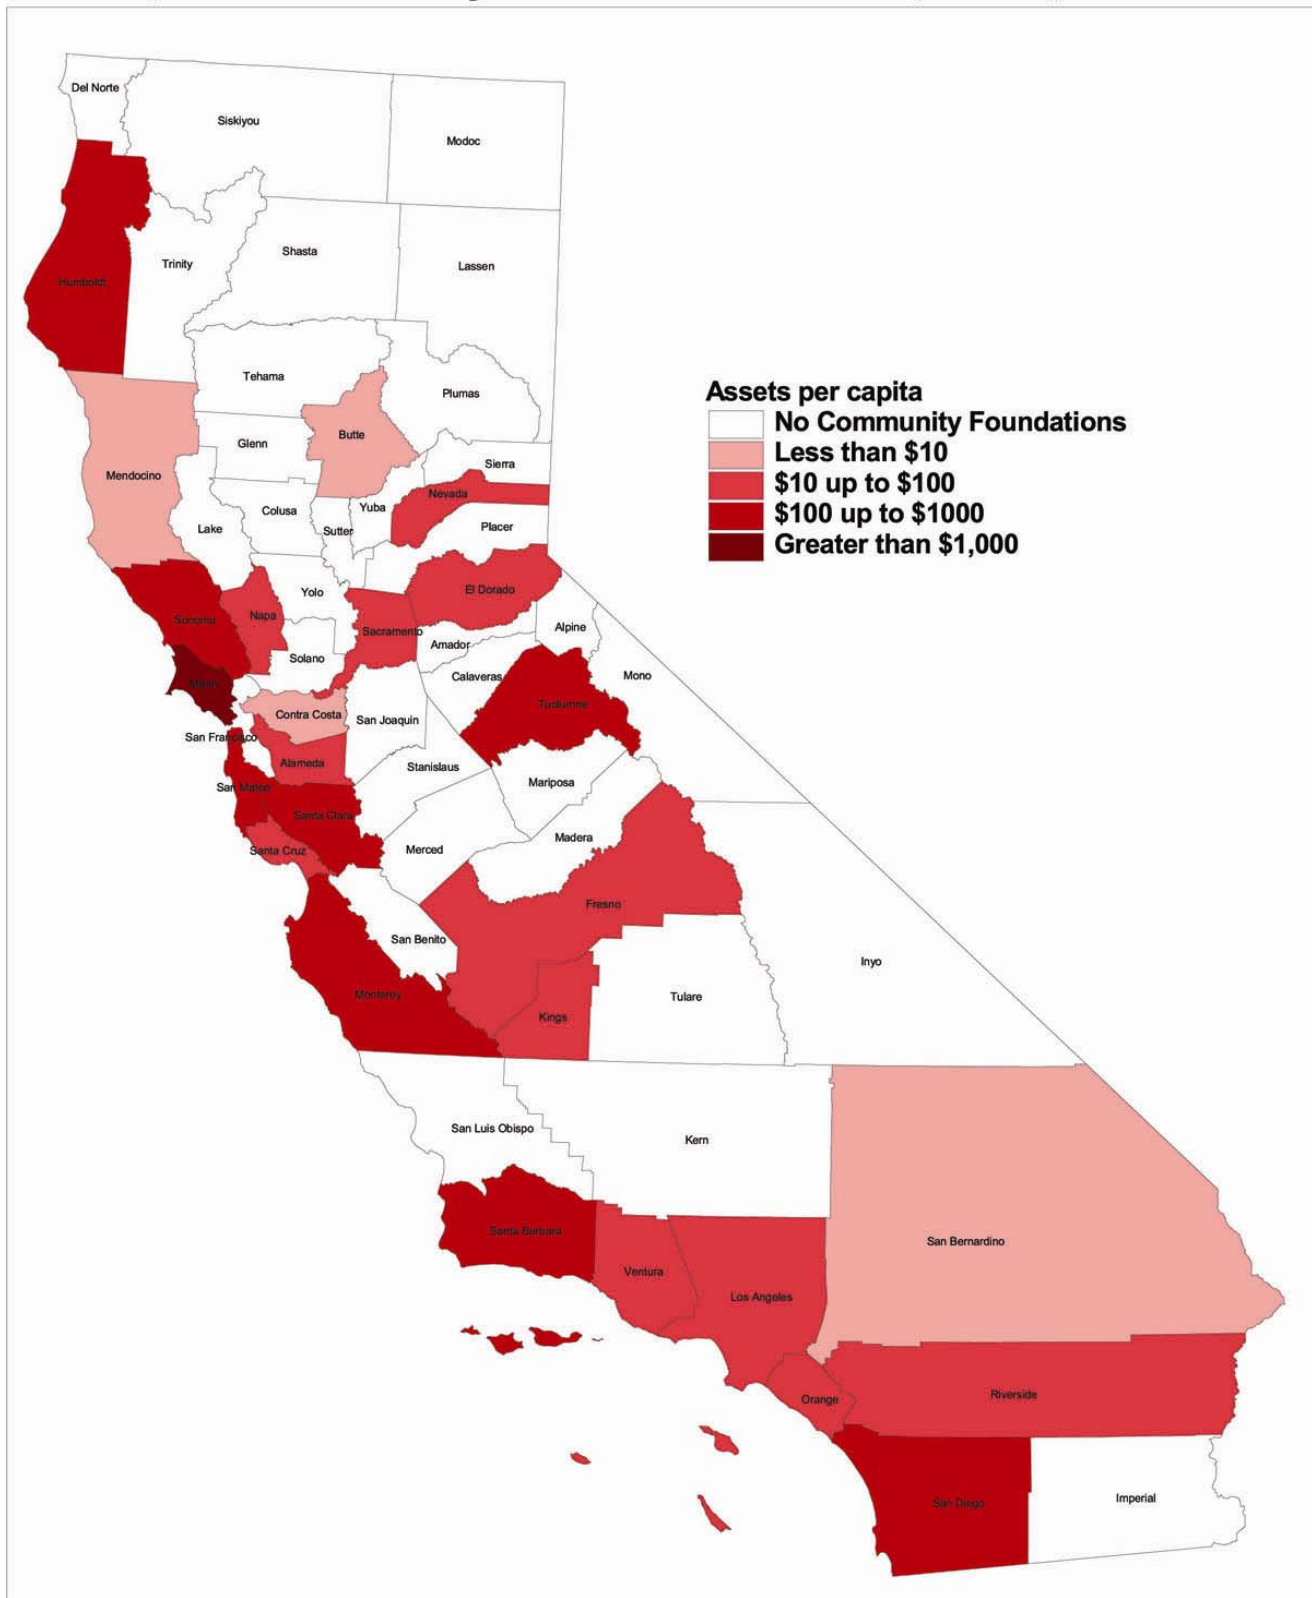 Del Norte
Siskiyou
Modoc
Humboldt
Trinity
Shasta
Lassen
Tehama
Plumas
Assets per capita
No Community Foundations
Less than $10
$10 up to $100
$100 up to $1000
Greater than $1,000
Glenn
Butte
Mendocino
Sierra
Nevada
Lake
Colusa
Sutter
Yuba
Placer
Yolo
El Dorado
Sonoma
Napa
Sacramento
Amador
Alpine
Solano
Calaveras
Mono
Marin
Contra Costa
San Joaquin
Tuolumne
San Francisco
Alameda
Stanislaus
Mariposa
San Mateo
Santa Clara
Santa Cruz
Merced
Madera
Fresno
San Benito
Inyo
Monterey
Kings
Tulare
San Luis Obispo
Kern
Santa Barbara
San Bernardino
Ventura
Los Angeles
Orange
Riverside
San Diego
Imperial